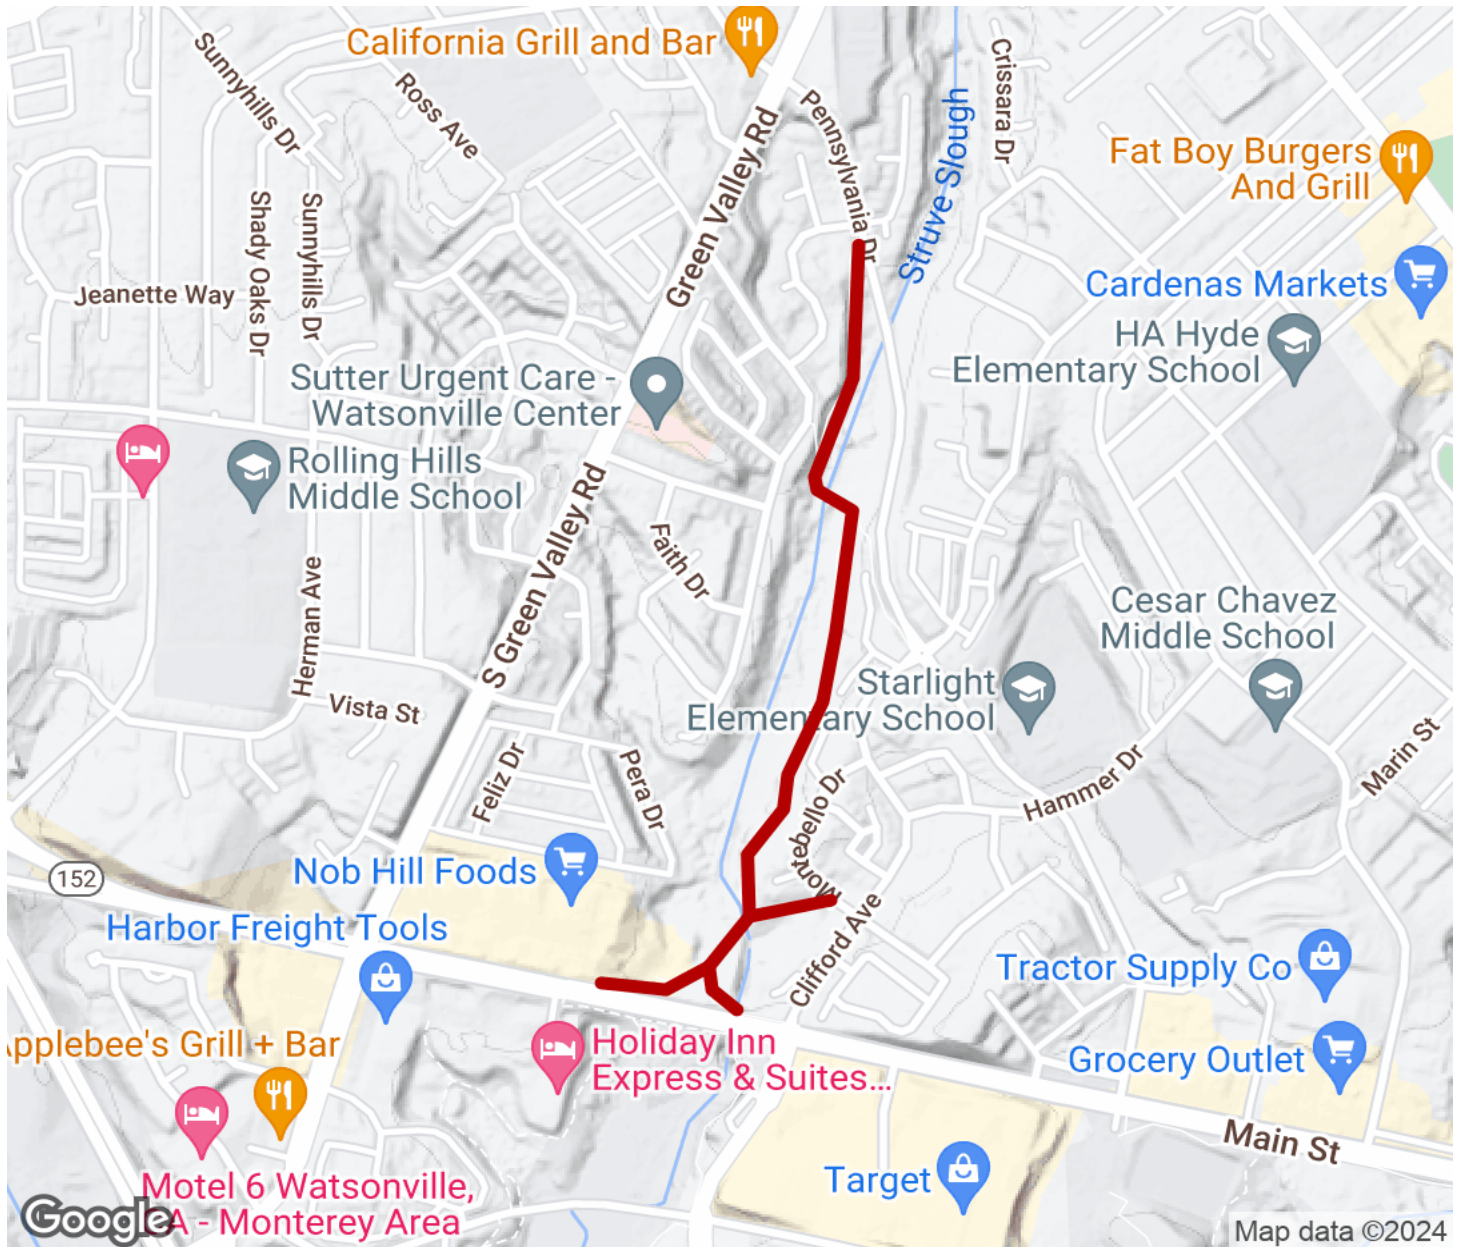 California Grill and Bar
Sunnyhills Dr
Ross Ave
Crissara Dr
Pennsylvania Dr
Struve Slough
Green Valley Rd
Fat Boy Burgers
And Grill
Shady Oaks Dr
Sunnyhills Dr
Jeanette Way
Cardenas Markets
HA Hyde
Elementary School
Sutter Urgent Care -
Watsonville Center
Rolling Hills
Middle School
S Green Valley Rd
Faith Dr
Herman Ave
Cesar Chavez
Middle School
Starlight
Elementary School
Vista St
Marin St
Feliz Dr
Pera Dr
Montebello Dr
Hammer Dr
152
Nob Hill Foods
Harbor Freight Tools
Clifford Ave
Tractor Supply Co
Applebee's Grill + Bar
Holiday Inn
Express & Suites...
Grocery Outlet
Main St
Motel 6 Watsonville,
CA - Monterey Area
Target
Google
Map data ©2024